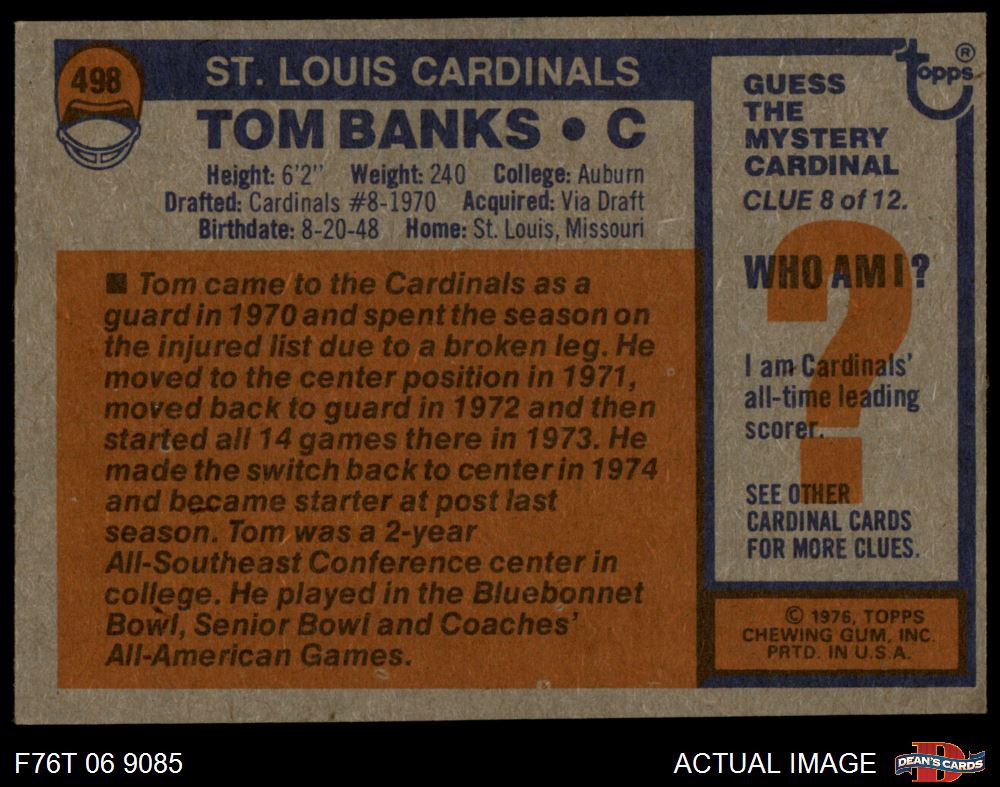 498
ST. LOUIS CARDINALS
TOM BANKS • C
Height: 6'2" Weight: 240 College: Auburn
Drafted: Cardinals #8-1970 Acquired: Via Draft
Birthdate: 8-20-48 Home: St. Louis, Missouri
■ Tom came to the Cardinals as a
guard in 1970 and spent the season on
the injured list due to a broken leg. He
moved to the center position in 1971,
moved back to guard in 1972 and then
started all 14 games there in 1973. He
made the switch back to center in 1974
and became starter at post last
season. Tom was a 2-year
All-Southeast Conference center in
college. He played in the Bluebonnet
Bowl, Senior Bowl and Coaches'
All-American Games.
Topps®
GUESS
THE
MYSTERY
CARDINAL
CLUE 8 of 12.
WHO AM I?
?
I am Cardinals'
all-time leading
scorer.
SEE OTHER
CARDINAL CARDS
FOR MORE CLUES.
© 1976, TOPPS
CHEWING GUM, INC.
PRTD. IN U.S.A.
F76T 06 9085
ACTUAL IMAGE
D
DEAN'S CARDS